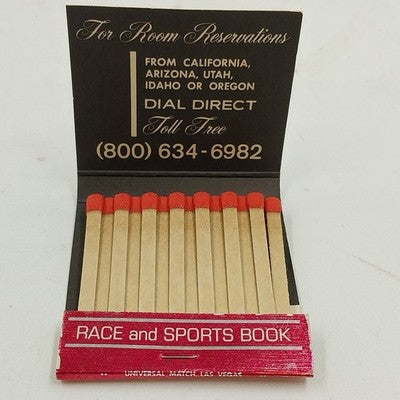 For Room Reservations
FROM CALIFORNIA,
ARIZONA, UTAH,
IDAHO OR OREGON
DIAL DIRECT
Toll Free
(800) 634-6982
RACE and SPORTS BOOK
UNIVERSAL MATCH, LAS VEGAS